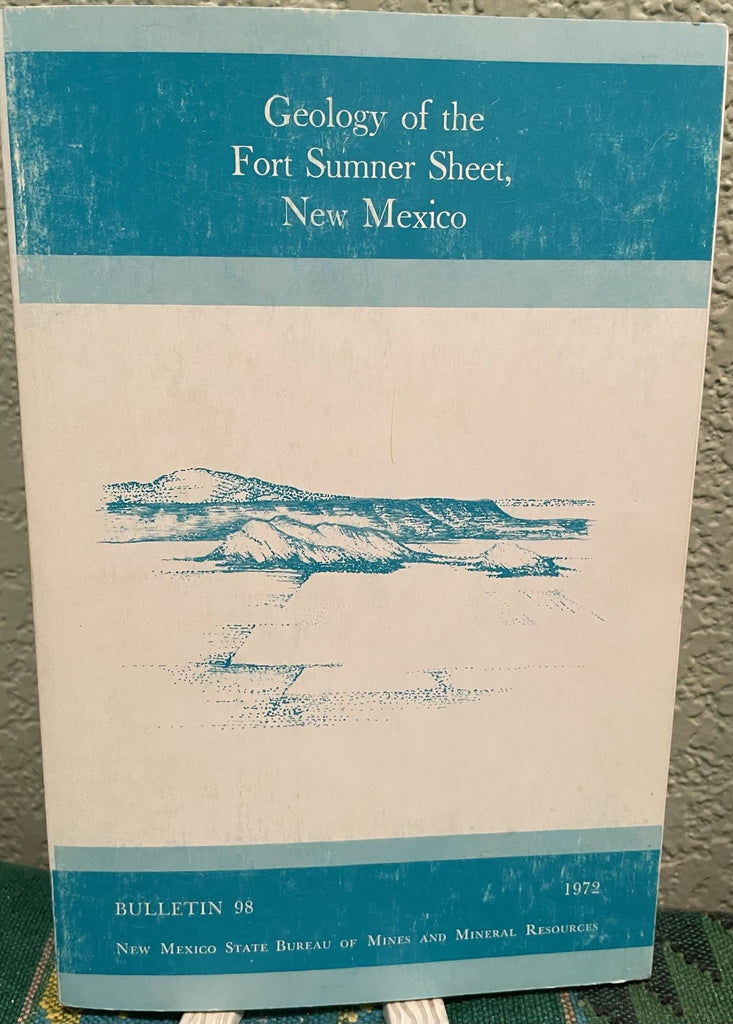 Geology of the
Fort Sumner Sheet,
New Mexico
BULLETIN 98
1972
New Mexico State Bureau of Mines and Mineral Resources